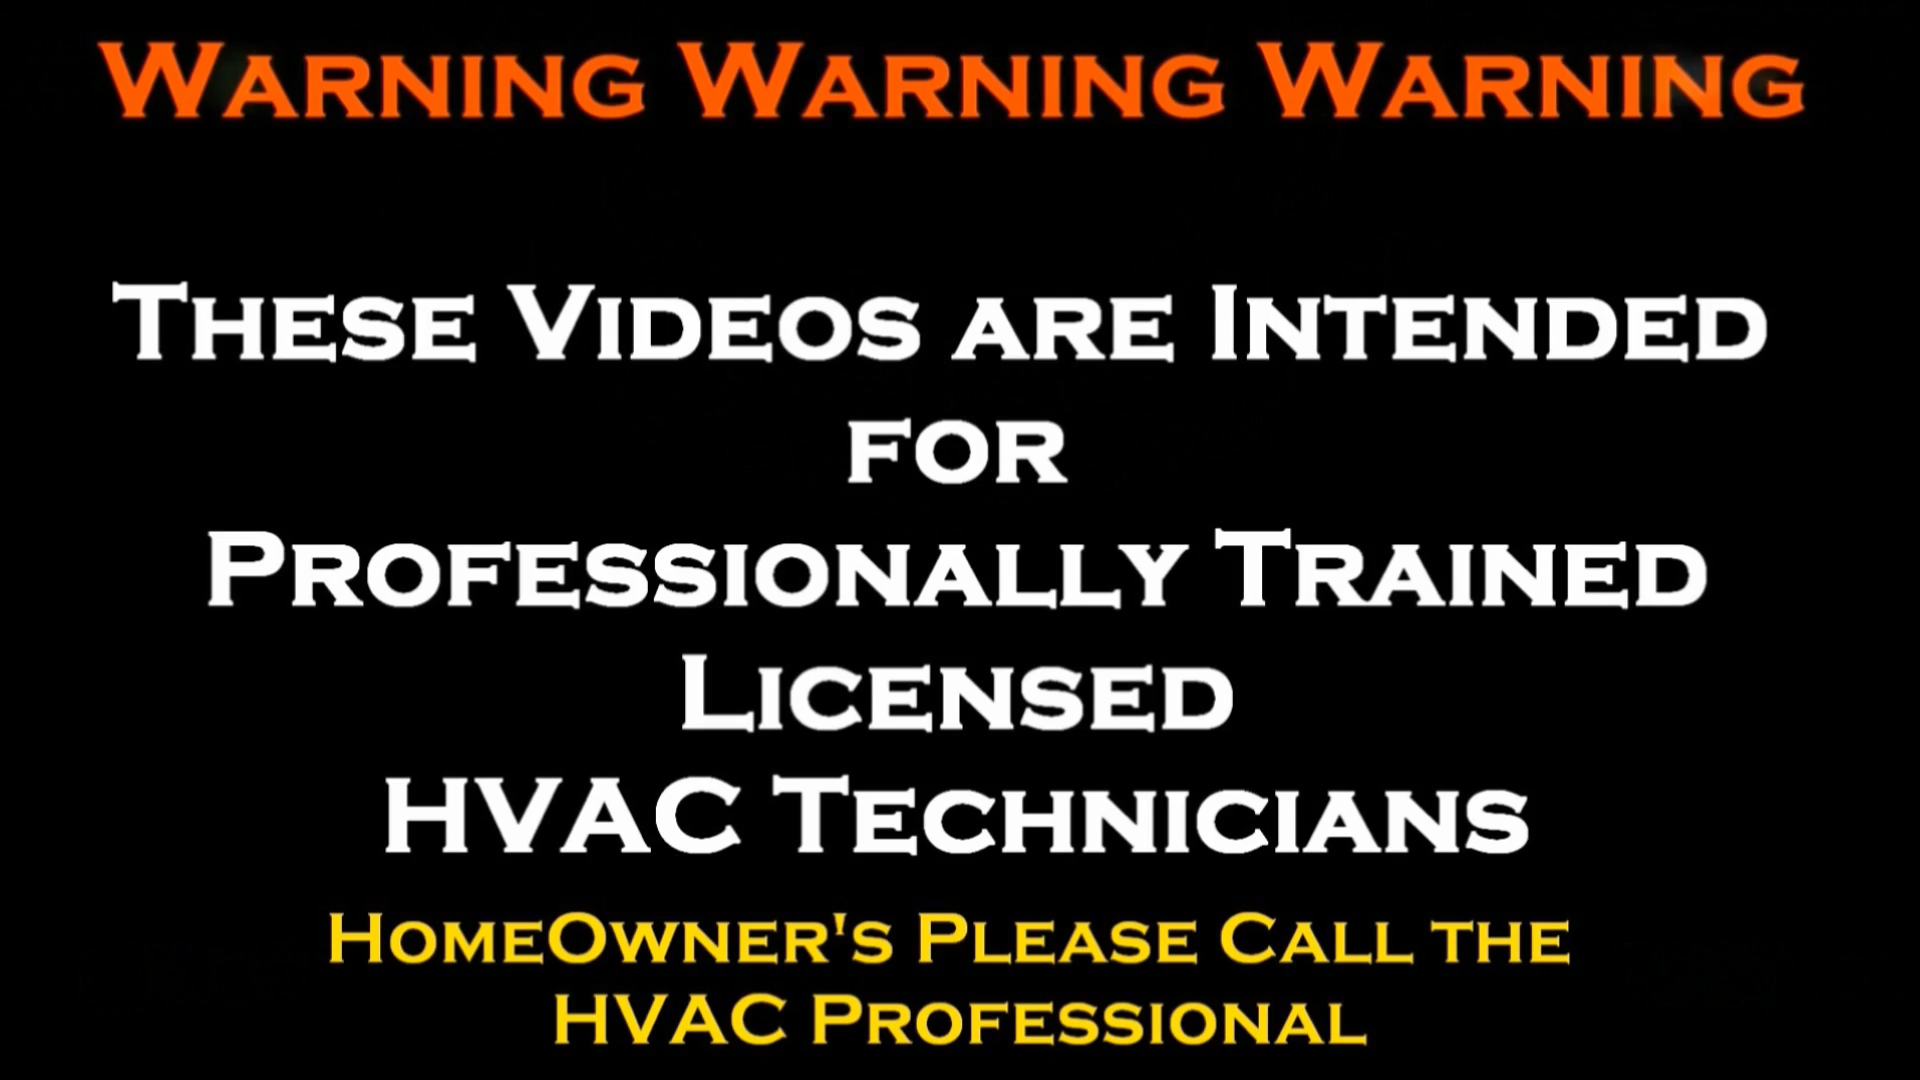 Warning Warning Warning
These Videos are Intended
for
Professionally Trained
Licensed
HVAC Technicians
HomeOwner's Please Call the
HVAC Professional